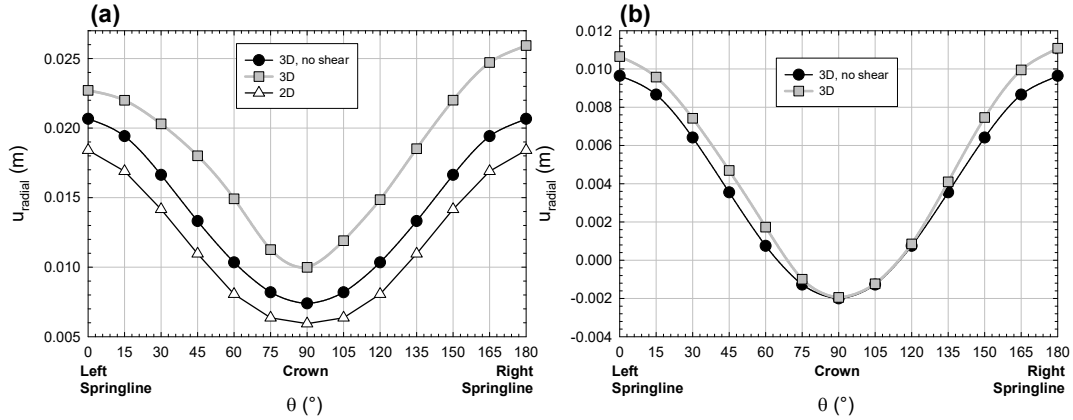 (a)
0.025
0.020
0.015
0.010
0.005
u radial (m)
3D, no shear
3D
2D
0 15 30 45 60 75 90 105 120 135 150 165 180
Left Crown Right
Springline Springline
θ (°)
(b)
0.012
0.010
0.008
0.006
0.004
0.002
0.000
-0.002
-0.004
u radial (m)
3D, no shear
3D
0 15 30 45 60 75 90 105 120 135 150 165 180
Left Crown Right
Springline Springline
θ (°)